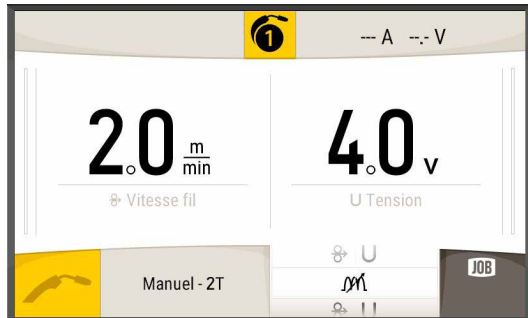 1 --- A --.- V
2.0 m/min 4.0 V
Vitesse fil U Tension
U
Manuel - 2T JOB
U